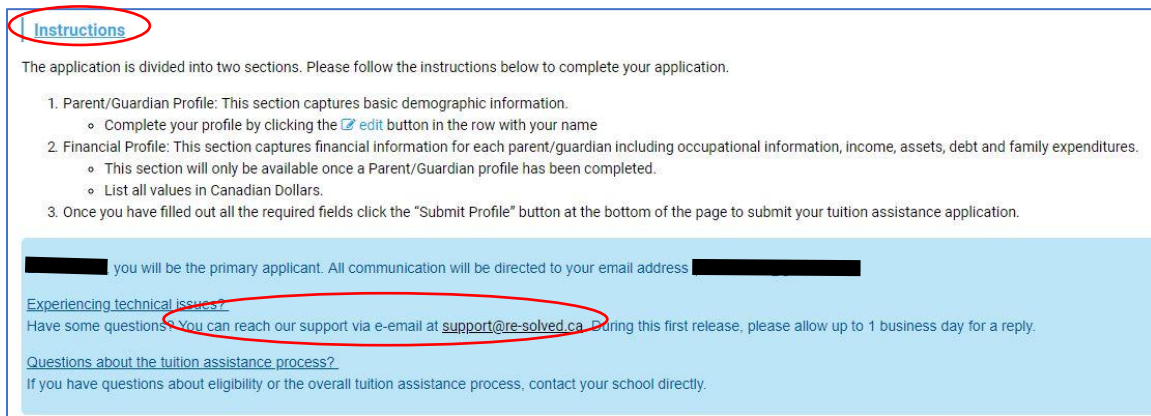 Instructions
The application is divided into two sections. Please follow the instructions below to complete your application.
1. Parent/Guardian Profile: This section captures basic demographic information.
Complete your profile by clicking the edit button in the row with your name
2. Financial Profile: This section captures financial information for each parent/guardian including occupational information, income, assets, debt and family expenditures.
This section will only be available once a Parent/Guardian profile has been completed.
List all values in Canadian Dollars.
3. Once you have filled out all the required fields click the “Submit Profile” button at the bottom of the page to submit your tuition assistance application.
you will be the primary applicant. All communication will be directed to your email address
Experiencing technical issues?
Have some questions? You can reach our support via e-email at support@re-solved.ca. During this first release, please allow up to 1 business day for a reply.
Questions about the tuition assistance process?
If you have questions about eligibility or the overall tuition assistance process, contact your school directly.